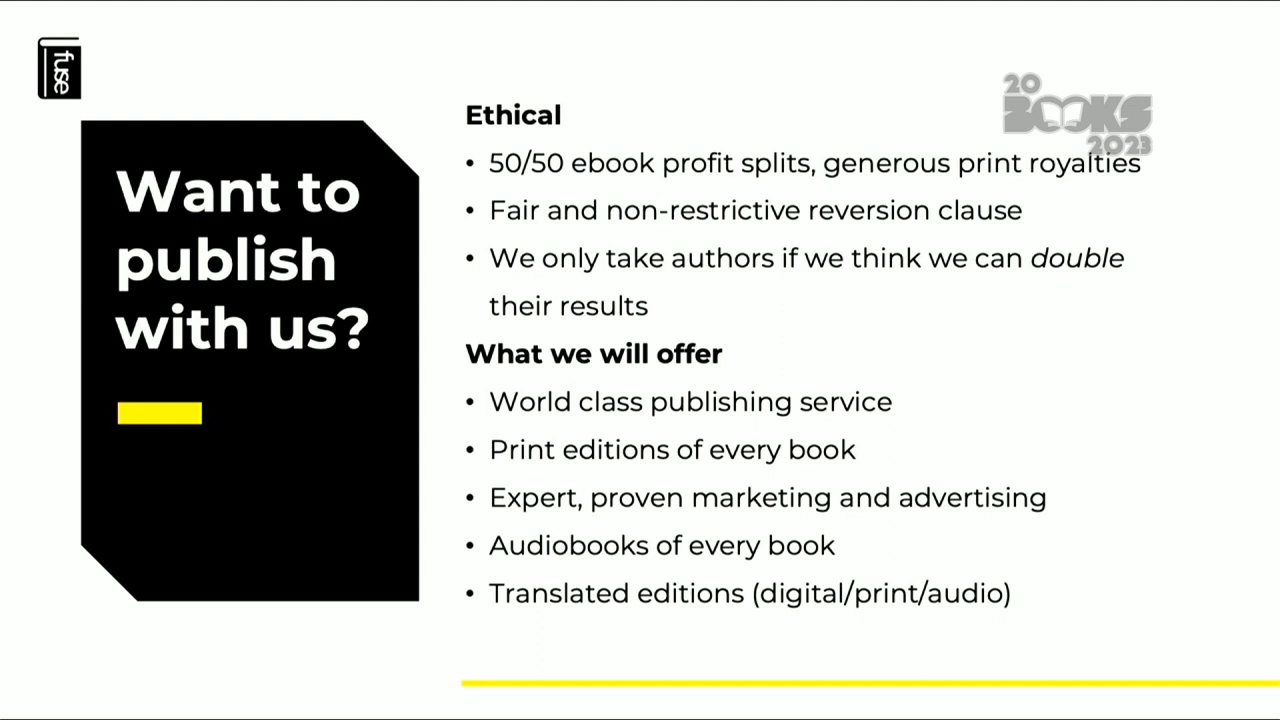 fuse
20
BOOKS
2023
Want to
publish
with us?
Ethical
• 50/50 ebook profit splits, generous print royalties
• Fair and non-restrictive reversion clause
• We only take authors if we think we can double
their results
What we will offer
• World class publishing service
• Print editions of every book
• Expert, proven marketing and advertising
• Audiobooks of every book
• Translated editions (digital/print/audio)